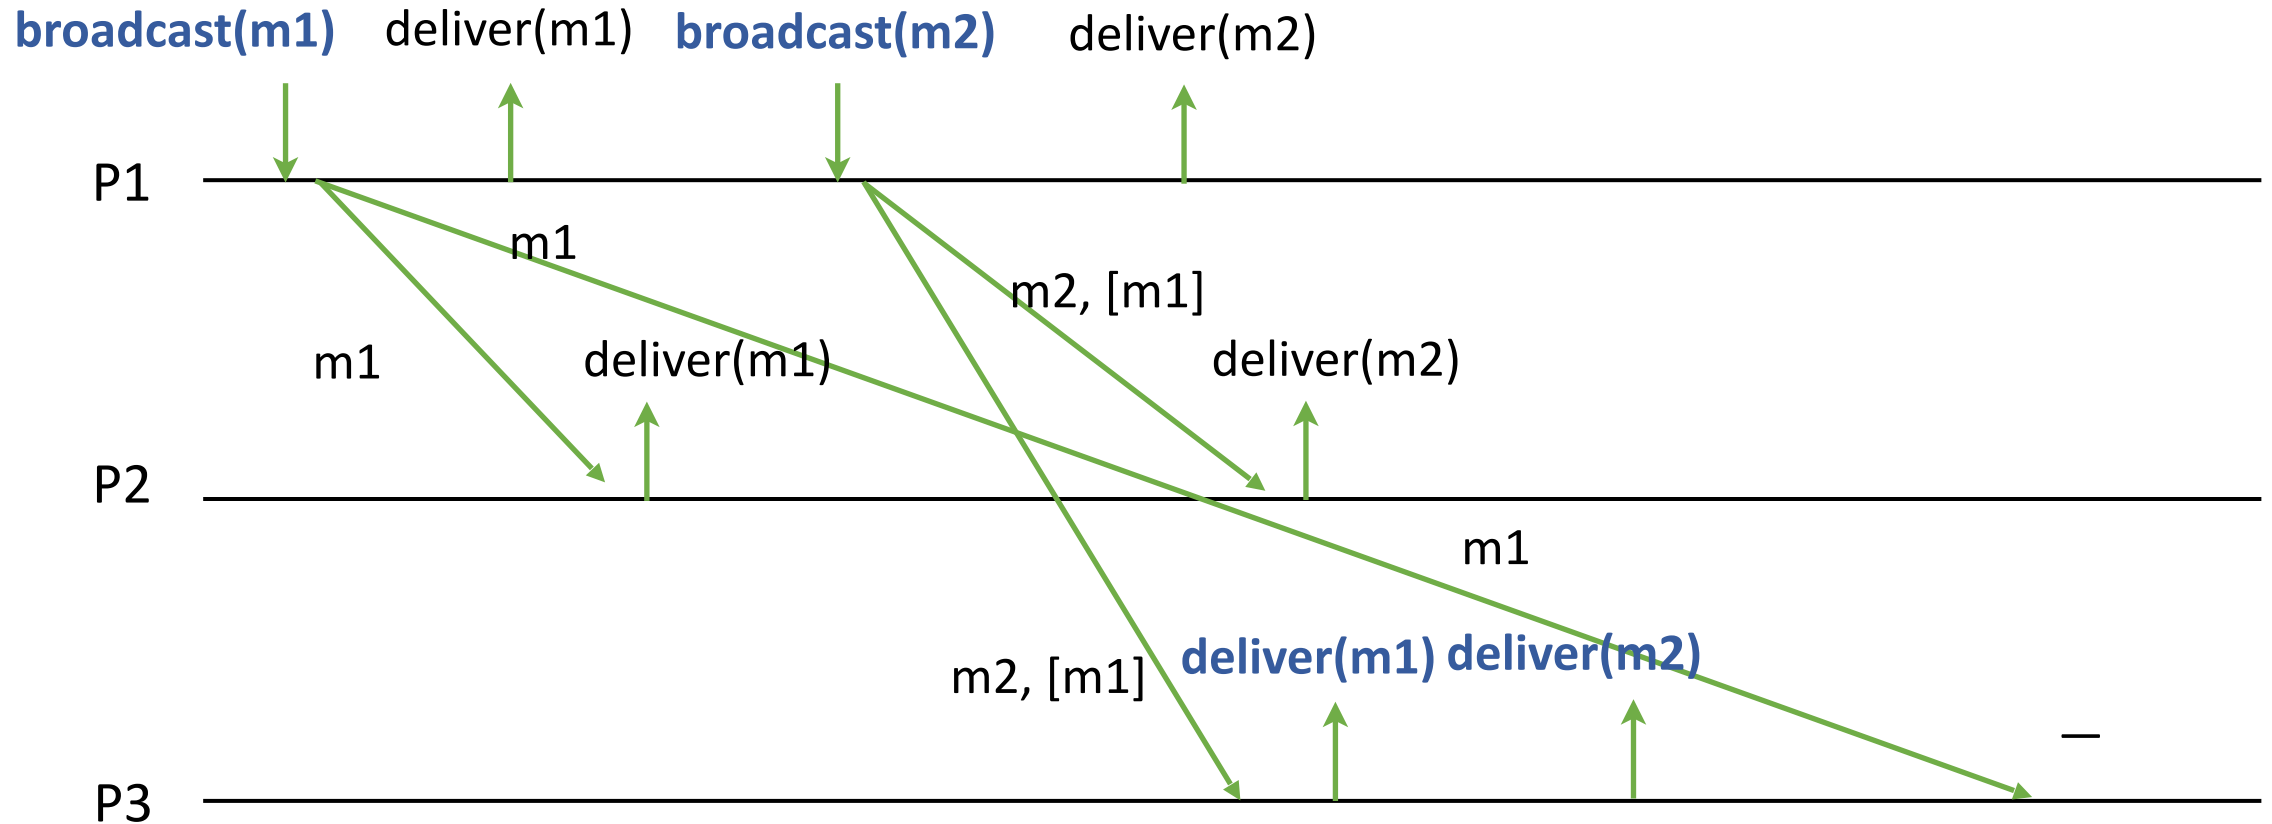 broadcast(m1) deliver(m1) broadcast(m2) deliver(m2)
P1
m1
m2, [m1]
m1 deliver(m1) deliver(m2)
P2
m1
m2, [m1] deliver(m1) deliver(m2)
_
P3